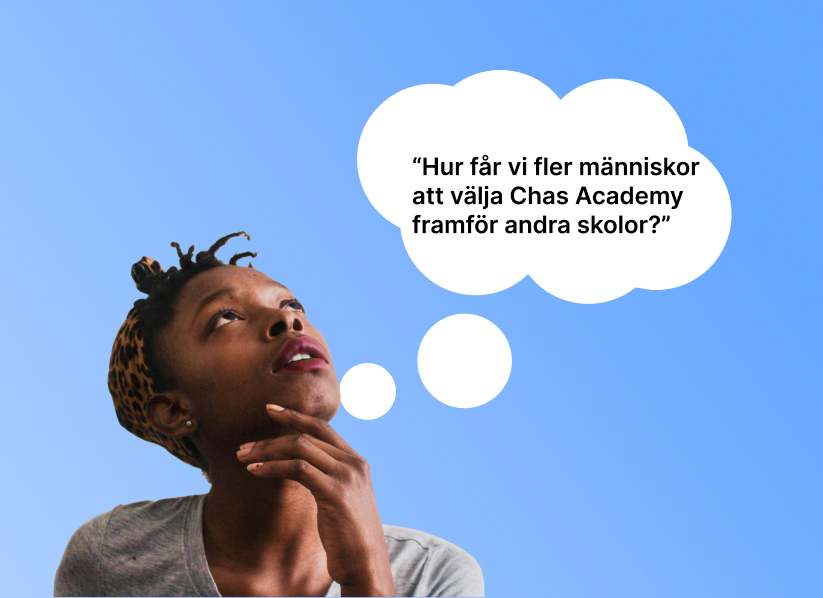 “Hur får vi fler människor
att välja Chas Academy
framför andra skolor?”